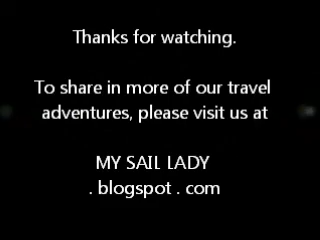 Thanks for watching.
To share in more of our travel
adventures, please visit us at
MY SAIL LADY
. blogspot . com